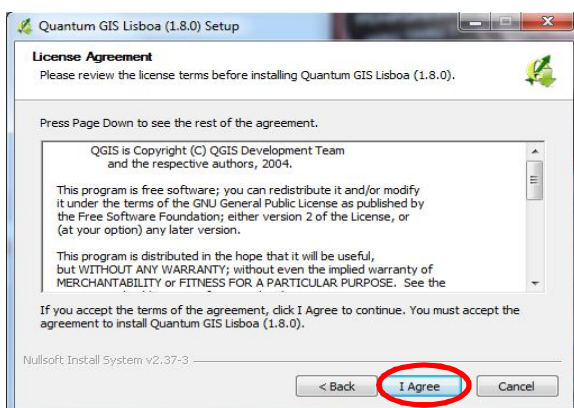 Quantum GIS Lisboa (1.8.0) Setup
License Agreement
Please review the license terms before installing Quantum GIS Lisboa (1.8.0).
Press Page Down to see the rest of the agreement.
QGIS is Copyright (C) QGIS Development Team
and the respective authors, 2004.
This program is free software; you can redistribute it and/or modify
it under the terms of the GNU General Public License as published by
the Free Software Foundation; either version 2 of the License, or
(at your option) any later version.
This program is distributed in the hope that it will be useful,
but WITHOUT ANY WARRANTY; without even the implied warranty of
MERCHANTABILITY or FITNESS FOR A PARTICULAR PURPOSE. See the
If you accept the terms of the agreement, click I Agree to continue. You must accept the
agreement to install Quantum GIS Lisboa (1.8.0).
Nullsoft Install System v2.37-3
< Back I Agree Cancel